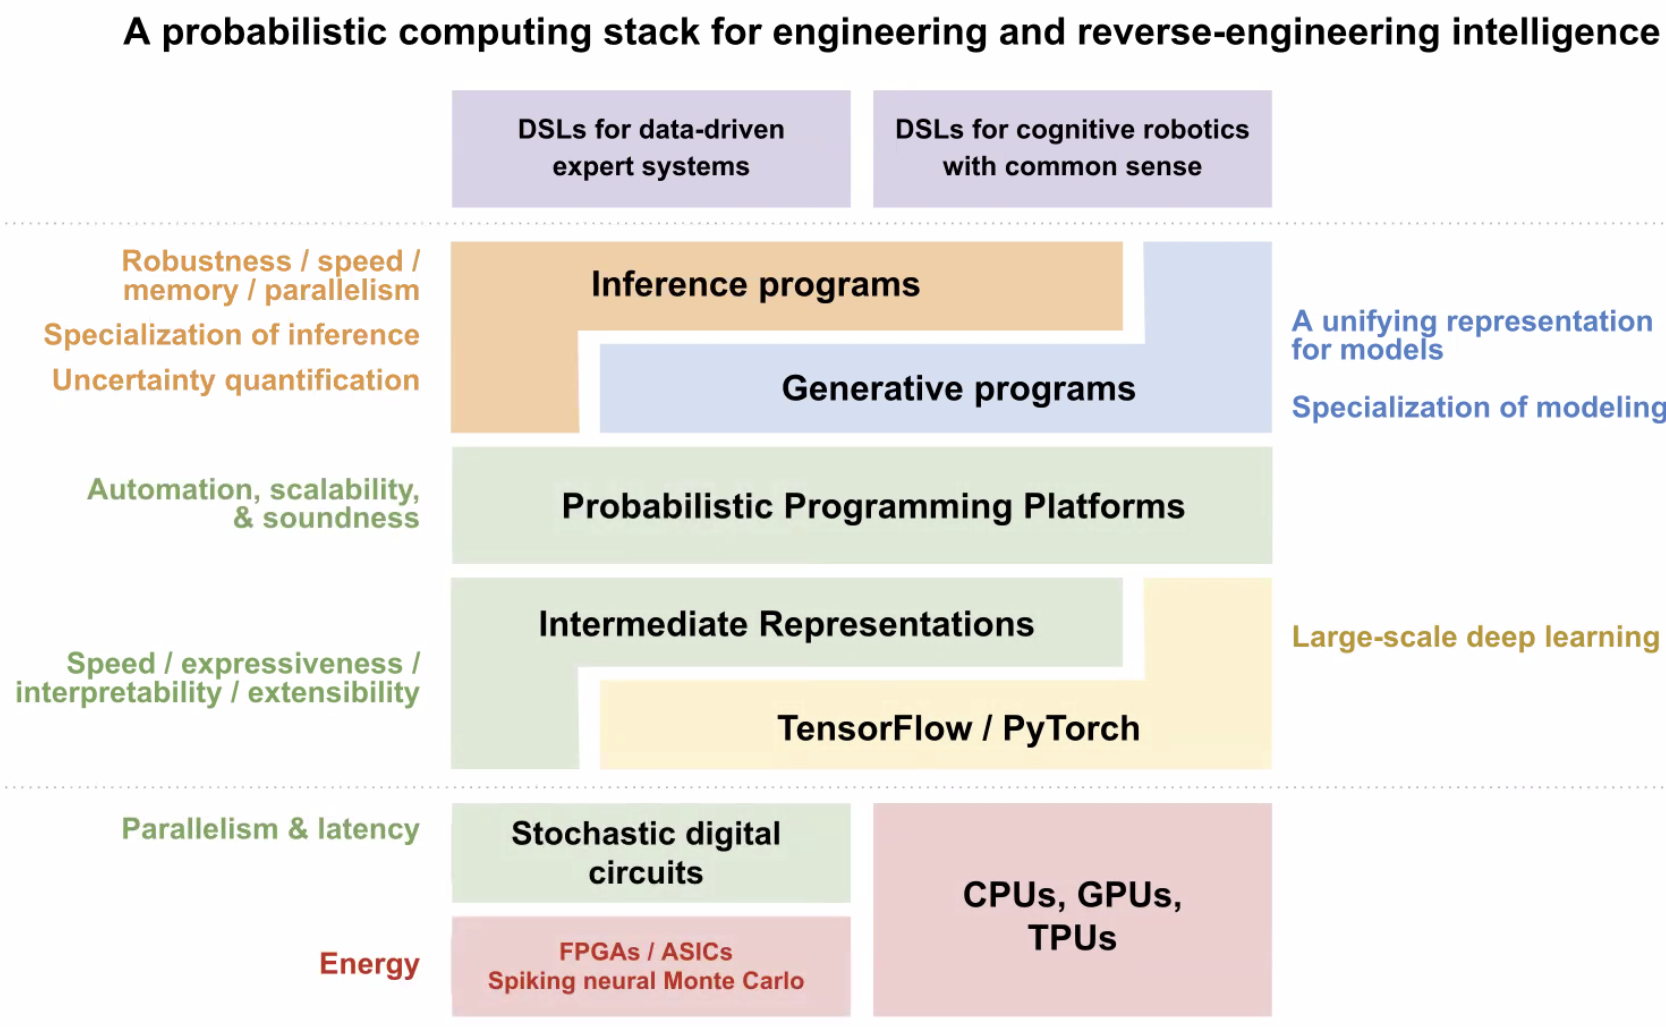 A probabilistic computing stack for engineering and reverse-engineering intelligence
DSLs for data-driven
expert systems
DSLs for cognitive robotics
with common sense
Robustness / speed /
memory / parallelism
Specialization of inference
Uncertainty quantification
Inference programs
Generative programs
A unifying representation
for models
Specialization of modeling
Automation, scalability,
& soundness
Probabilistic Programming Platforms
Speed / expressiveness /
interpretability / extensibility
Intermediate Representations
TensorFlow / PyTorch
Large-scale deep learning
Parallelism & latency
Stochastic digital
circuits
Energy
FPGAs / ASICs
Spiking neural Monte Carlo
CPUs, GPUs,
TPUs